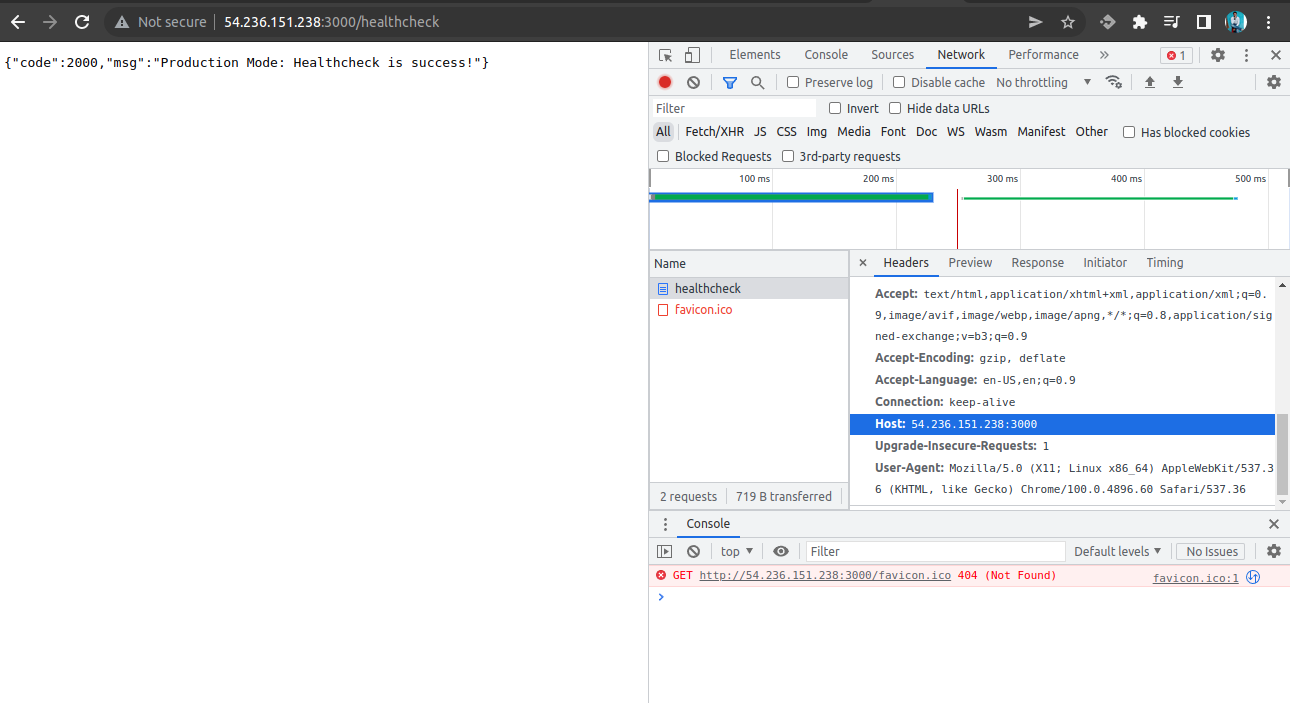 Not secure 54.236.151.238:3000/healthcheck
{"code":2000,"msg":"Production Mode: Healthcheck is success!"}
Elements Console Sources Network Performance » 1
Preserve log Disable cache No throttling
Filter Invert Hide data URLs
All Fetch/XHR JS CSS Img Media Font Doc WS Wasm Manifest Other Has blocked cookies
Blocked Requests 3rd-party requests
100 ms 200 ms 300 ms 400 ms 500 ms
Name
healthcheck
favicon.ico
2 requests 719 B transferred
Headers Preview Response Initiator Timing
Accept: text/html,application/xhtml+xml,application/xml;q=0.
9,image/avif,image/webp,image/apng,*/*;q=0.8,application/sig
ned-exchange;v=b3;q=0.9
Accept-Encoding: gzip, deflate
Accept-Language: en-US,en;q=0.9
Connection: keep-alive
Host: 54.236.151.238:3000
Upgrade-Insecure-Requests: 1
User-Agent: Mozilla/5.0 (X11; Linux x86_64) AppleWebKit/537.3
6 (KHTML, like Gecko) Chrome/100.0.4896.60 Safari/537.36
Console
top Filter Default levels No Issues
GET http://54.236.151.238:3000/favicon.ico 404 (Not Found) favicon.ico:1